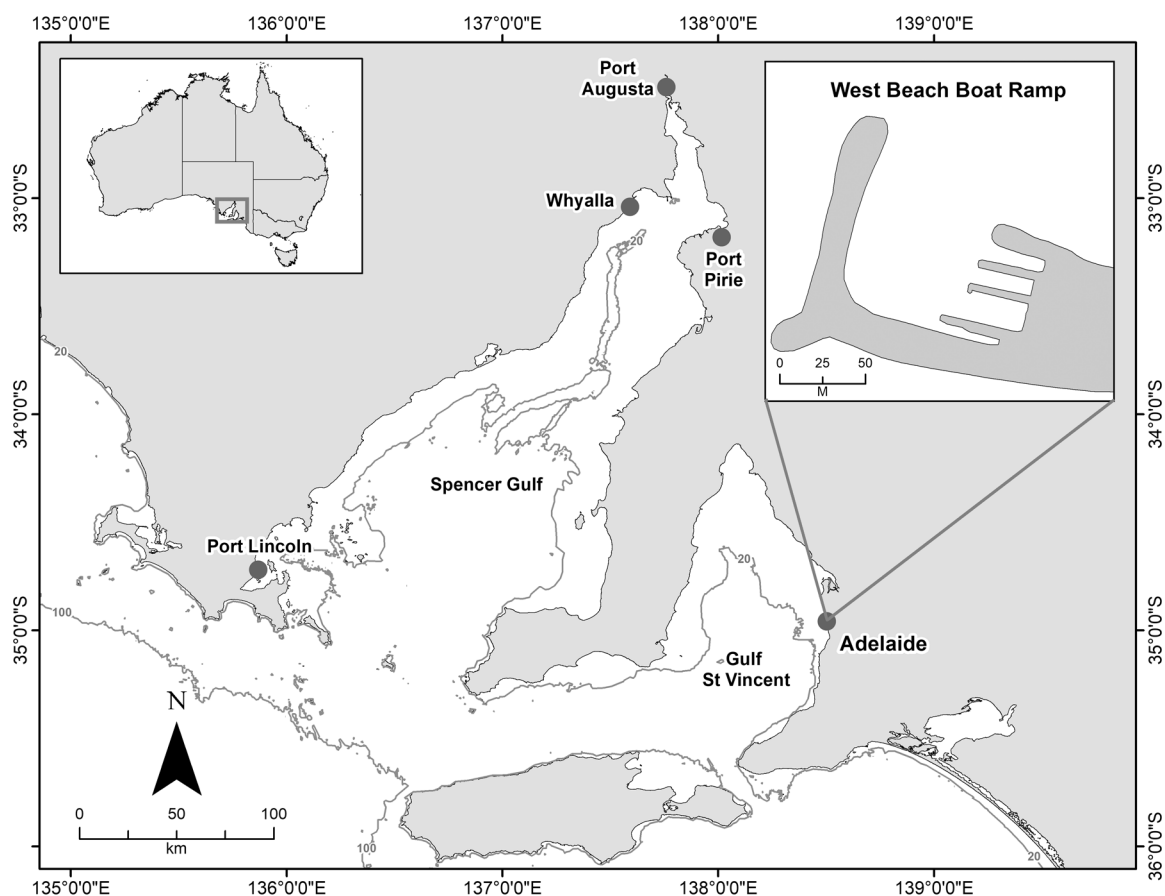 135°0'0"E 136°0'0"E 137°0'0"E 138°0'0"E 139°0'0"E
Port
Augusta
West Beach Boat Ramp
33°0'0"S
33°0'0"S
Whyalla
20
Port
Pirie
20
0 25 50
M
34°0'0"S
34°0'0"S
Spencer Gulf
Port Lincoln
20
100
35°0'0"S
35°0'0"S
Adelaide
Gulf
St Vincent
N
0 50 100
km
100
20
36°0'0"S
135°0'0"E 136°0'0"E 137°0'0"E 138°0'0"E 139°0'0"E